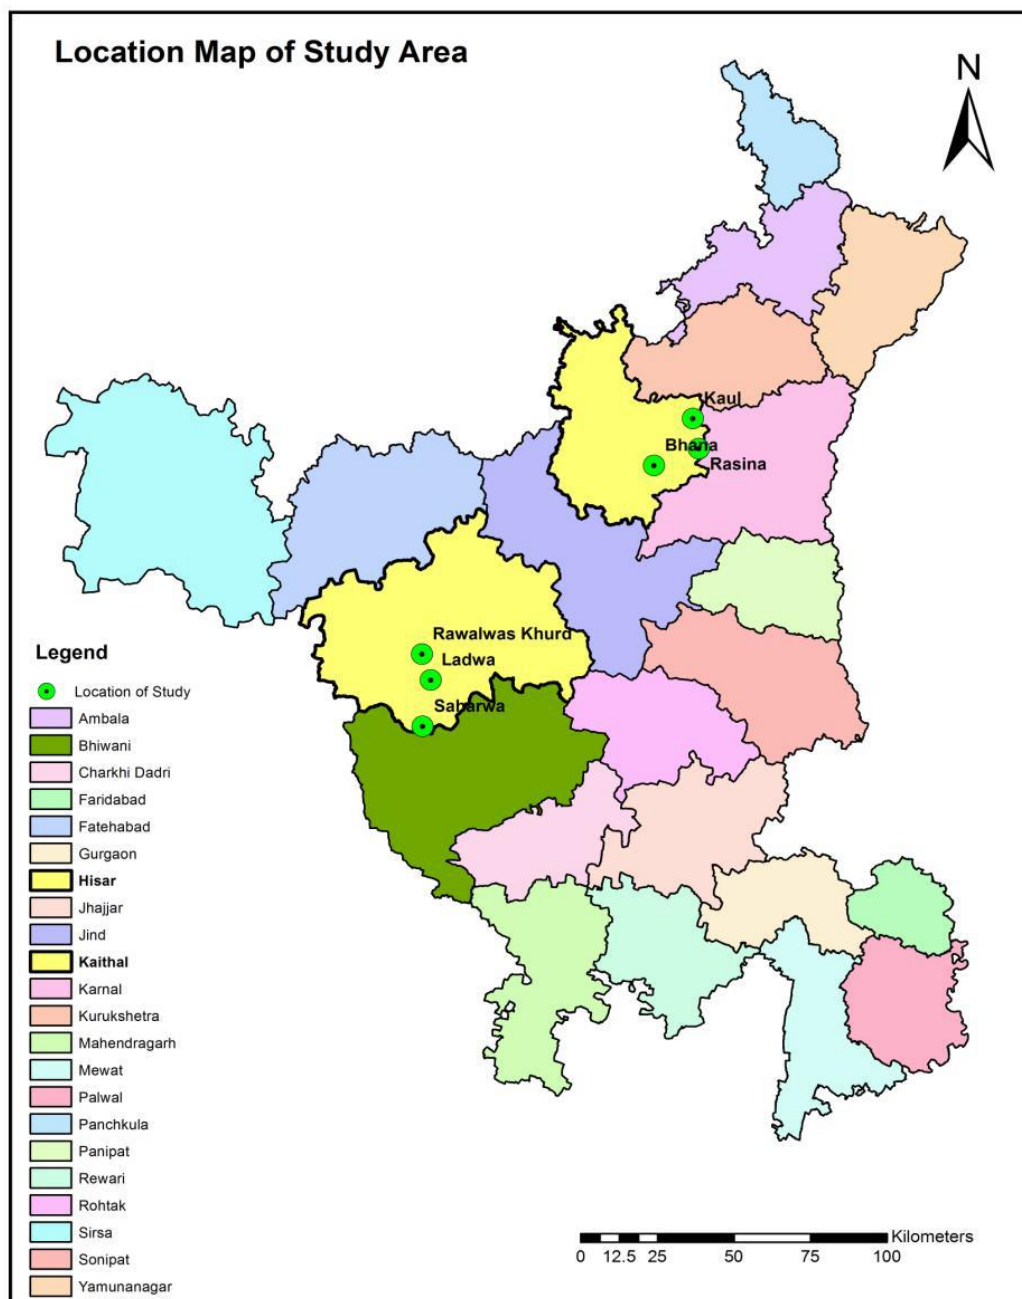 Location Map of Study Area
N
Kaul
Bhana
Rasina
Rawalwas Khurd
Ladwa
Sabarwa
Legend
Location of Study
Ambala
Bhiwani
Charkhi Dadri
Faridabad
Fatehabad
Gurgaon
Hisar
Jhajjar
Jind
Kaithal
Karnal
Kurukshetra
Mahendragarh
Mewat
Palwal
Panchkula
Panipat
Rewari
Rohtak
Sirsa
Sonipat
Yamunanagar
Kilometers
0 12.5 25 50 75 100